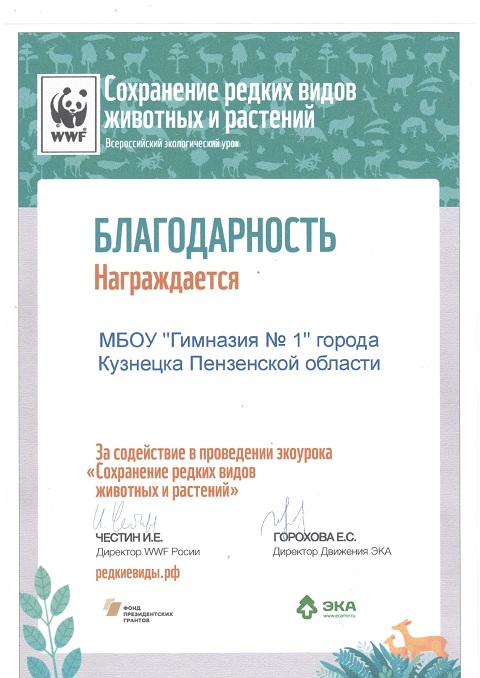 Сохранение редких видов
животных и растений
Всероссийский экологический урок
WWF
БЛАГОДАРНОСТЬ
Награждается
МБОУ "Гимназия № 1" города
Кузнецка Пензенской области
За содействие в проведении экоурока
«Сохранение редких видов
животных и растений»
ЧЕСТИН И.Е.
Директор WWF Росии
ГОРОХОВА Е.С.
Директор Движения ЭКА
редкиевиды.рф
ФОНД
ПРЕЗИДЕНТСКИХ
ГРАНТОВ
ЭКА
www.ecamir.ru